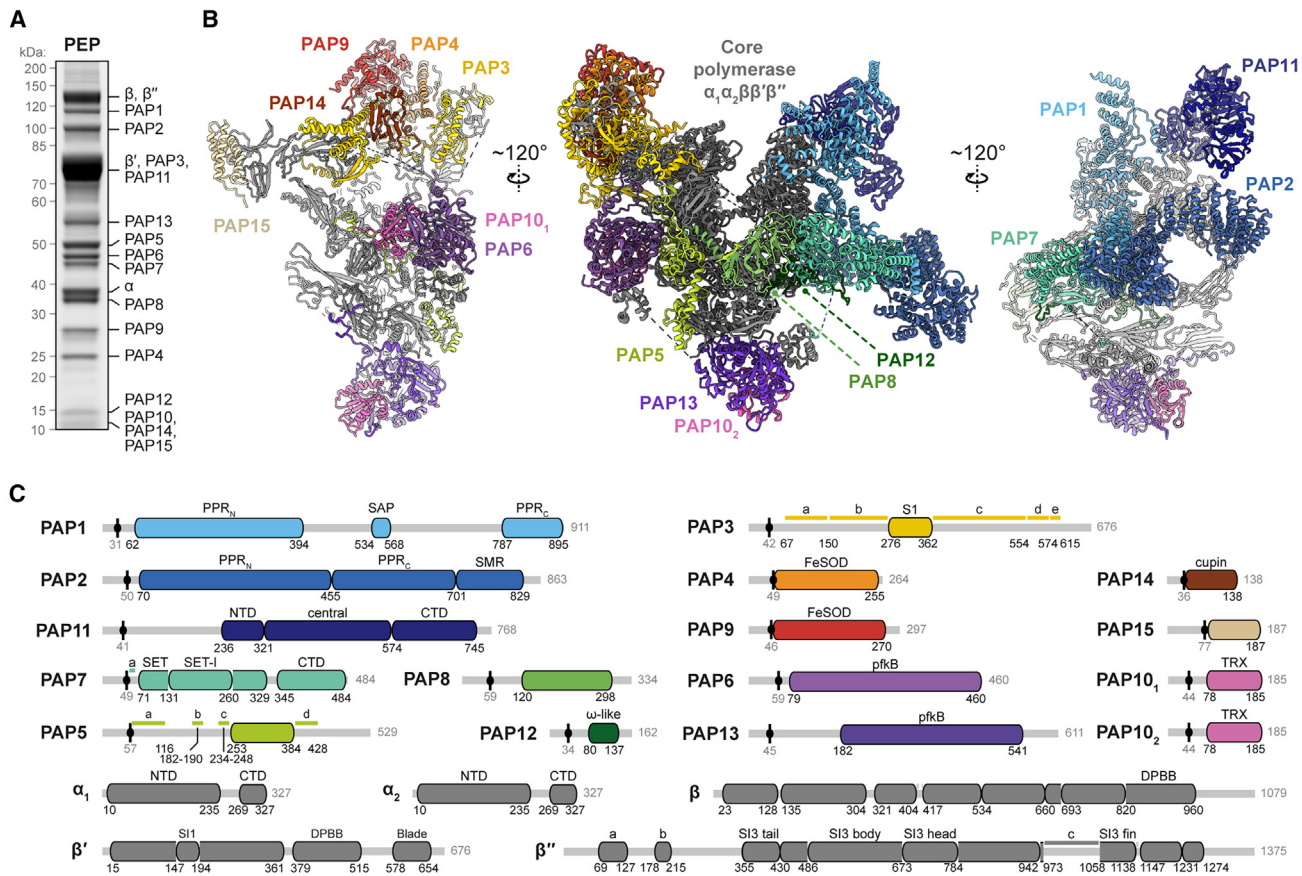 A
PEP
kDa:
200
150
120
100
85
70
60
50
40
30
25
20
15
10
β, β″
PAP1
PAP2
β′, PAP3,
PAP11
PAP13
PAP5
PAP6
PAP7
α
PAP8
PAP9
PAP4
PAP12
PAP10,
PAP14,
PAP15
B
PAP9
PAP4
PAP3
PAP14
PAP15
PAP10₁
PAP6
~120°
Core
polymerase
α₁α₂ββ′β″
PAP5
PAP12
PAP8
PAP13
PAP10₂
~120°
PAP11
PAP1
PAP2
PAP7
C
PAP1
PPR_N SAP PPR_C
911
31 62 394 534 568 787 895
PAP2
PPR_N PPR_C SMR
863
50 70 455 701 829
PAP11
NTD central CTD
768
41 236 321 574 745
PAP7
a SET SET-I CTD
484
49 71 131 260 329 345 484
PAP8
334
59 120 298
PAP5
a b c d
529
57 116 182-190 234-248 253 384 428
PAP12
ω-like
162
34 80 137
PAP3
a b S1 c d e
676
42 67 150 276 362 554 574 615
PAP4
FeSOD
264
49 255
PAP9
FeSOD
297
46 270
PAP6
pfkB
460
59 79 460
PAP13
pfkB
611
45 182 541
PAP14
cupin
138
36 138
PAP15
187
77 187
PAP10₁
TRX
185
44 78 185
PAP10₂
TRX
185
44 78 185
α₁
NTD CTD
327
10 235 269 327
α₂
NTD CTD
327
10 235 269 327
β
DPBB
1079
23 128 135 304 321 404 417 534 660 693 820 960
β′
SI1 DPBB Blade
676
15 147 194 361 379 515 578 654
β″
a b SI3 tail SI3 body SI3 head c SI3 fin
1375
69 127 178 215 355 430 486 673 784 942 973 1058 1138 1147 1231 1274